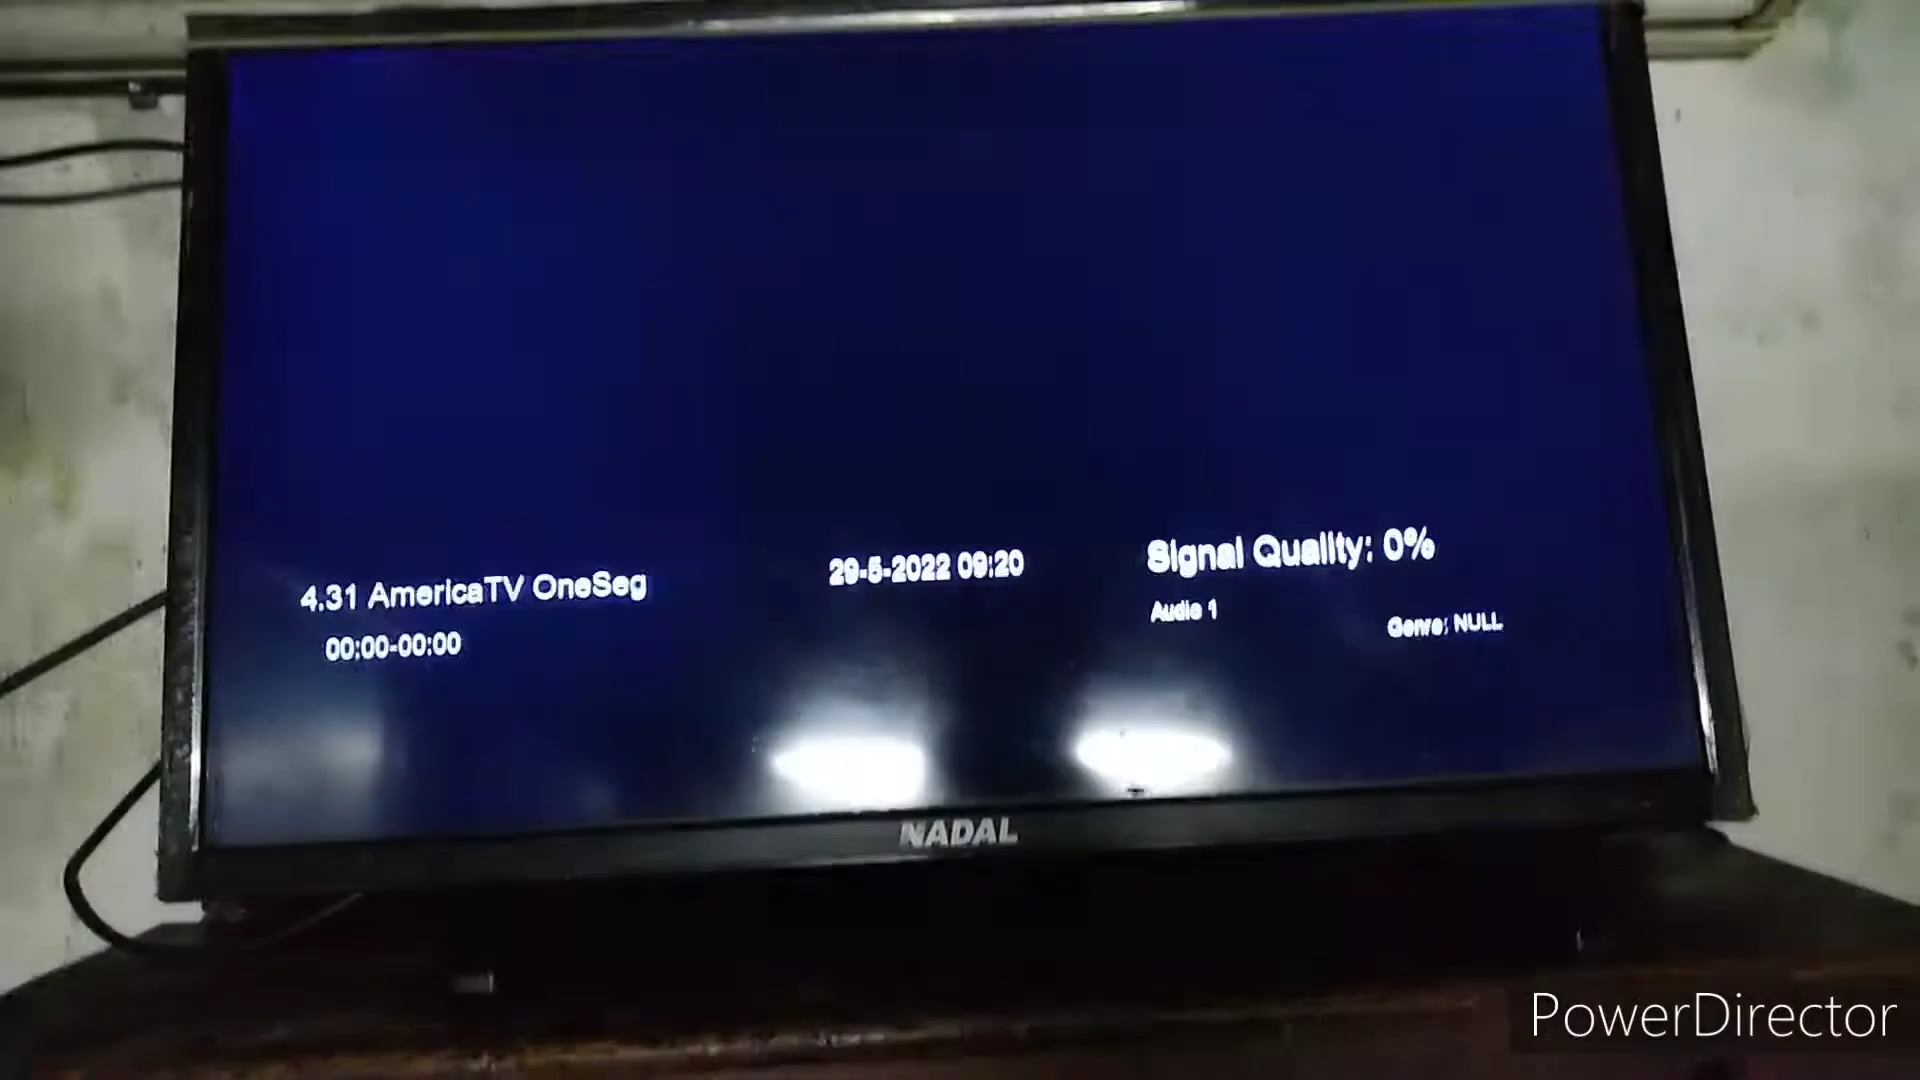 4.31 AmericaTV OneSeg
00:00-00:00
29-5-2022 09:20
Signal Quality: 0%
Audio 1
Genre: NULL
NADAL
PowerDirector